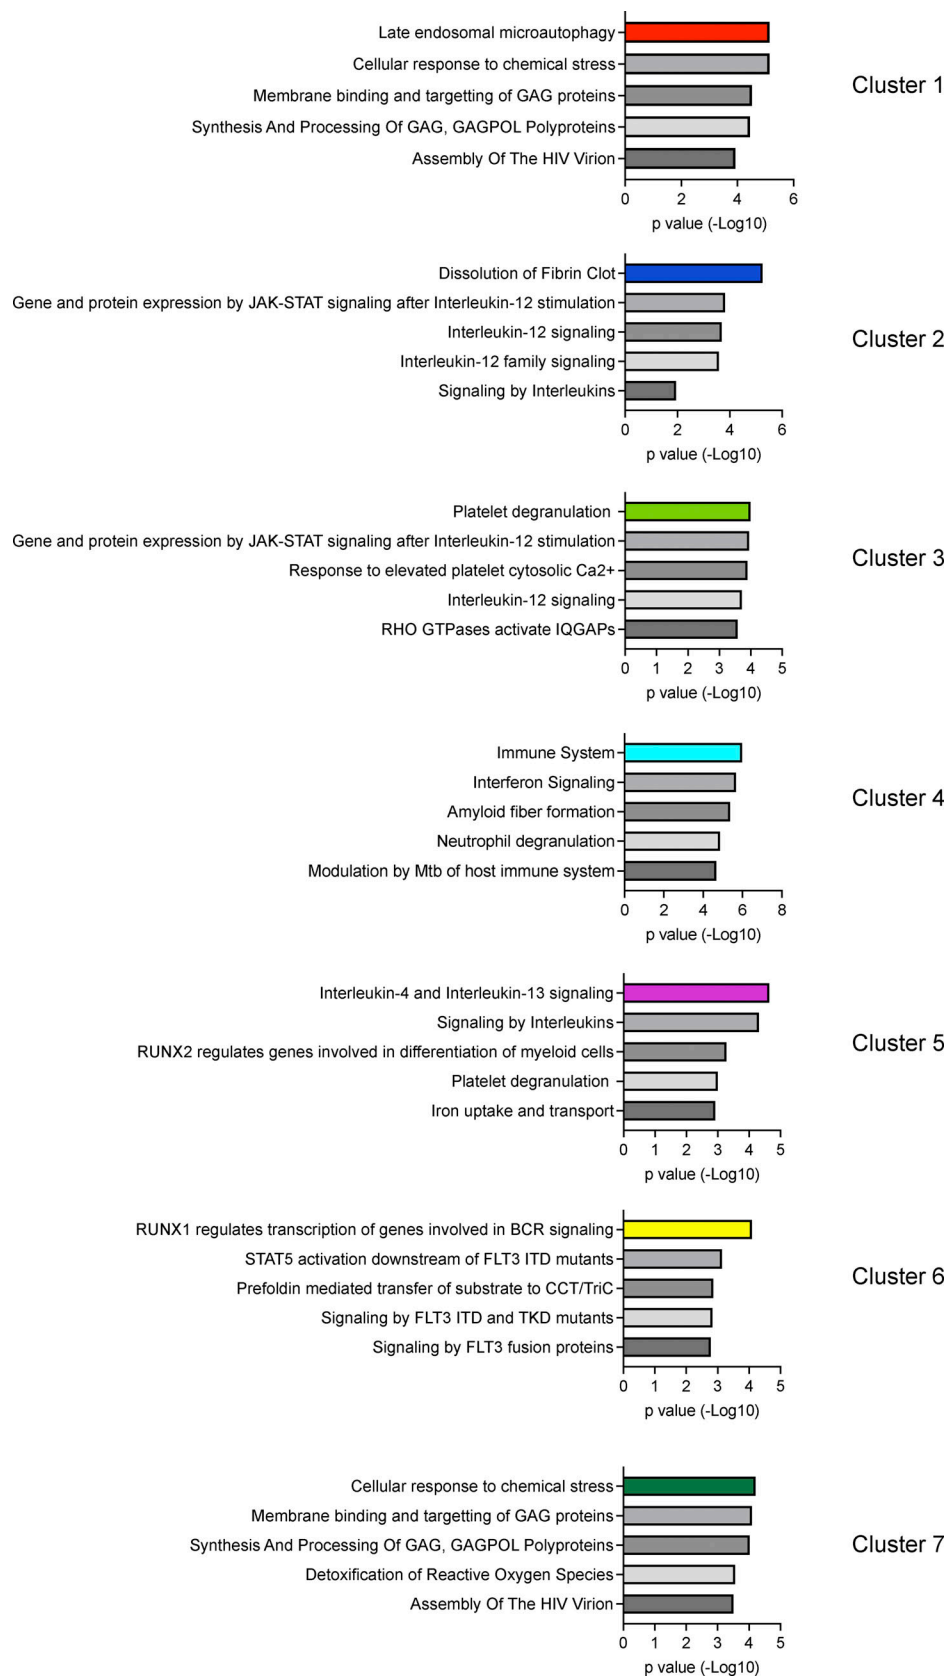 Late endosomal microautophagy
Cellular response to chemical stress
Membrane binding and targetting of GAG proteins
Synthesis And Processing Of GAG, GAGPOL Polyproteins
Assembly Of The HIV Virion
0 2 4 6
p value (-Log10)
Cluster 1
Dissolution of Fibrin Clot
Gene and protein expression by JAK-STAT signaling after Interleukin-12 stimulation
Interleukin-12 signaling
Interleukin-12 family signaling
Signaling by Interleukins
0 2 4 6
p value (-Log10)
Cluster 2
Platelet degranulation
Gene and protein expression by JAK-STAT signaling after Interleukin-12 stimulation
Response to elevated platelet cytosolic Ca2+
Interleukin-12 signaling
RHO GTPases activate IQGAPs
0 1 2 3 4 5
p value (-Log10)
Cluster 3
Immune System
Interferon Signaling
Amyloid fiber formation
Neutrophil degranulation
Modulation by Mtb of host immune system
0 2 4 6 8
p value (-Log10)
Cluster 4
Interleukin-4 and Interleukin-13 signaling
Signaling by Interleukins
RUNX2 regulates genes involved in differentiation of myeloid cells
Platelet degranulation
Iron uptake and transport
0 1 2 3 4 5
p value (-Log10)
Cluster 5
RUNX1 regulates transcription of genes involved in BCR signaling
STAT5 activation downstream of FLT3 ITD mutants
Prefoldin mediated transfer of substrate to CCT/TriC
Signaling by FLT3 ITD and TKD mutants
Signaling by FLT3 fusion proteins
0 1 2 3 4 5
p value (-Log10)
Cluster 6
Cellular response to chemical stress
Membrane binding and targetting of GAG proteins
Synthesis And Processing Of GAG, GAGPOL Polyproteins
Detoxification of Reactive Oxygen Species
Assembly Of The HIV Virion
0 1 2 3 4 5
p value (-Log10)
Cluster 7